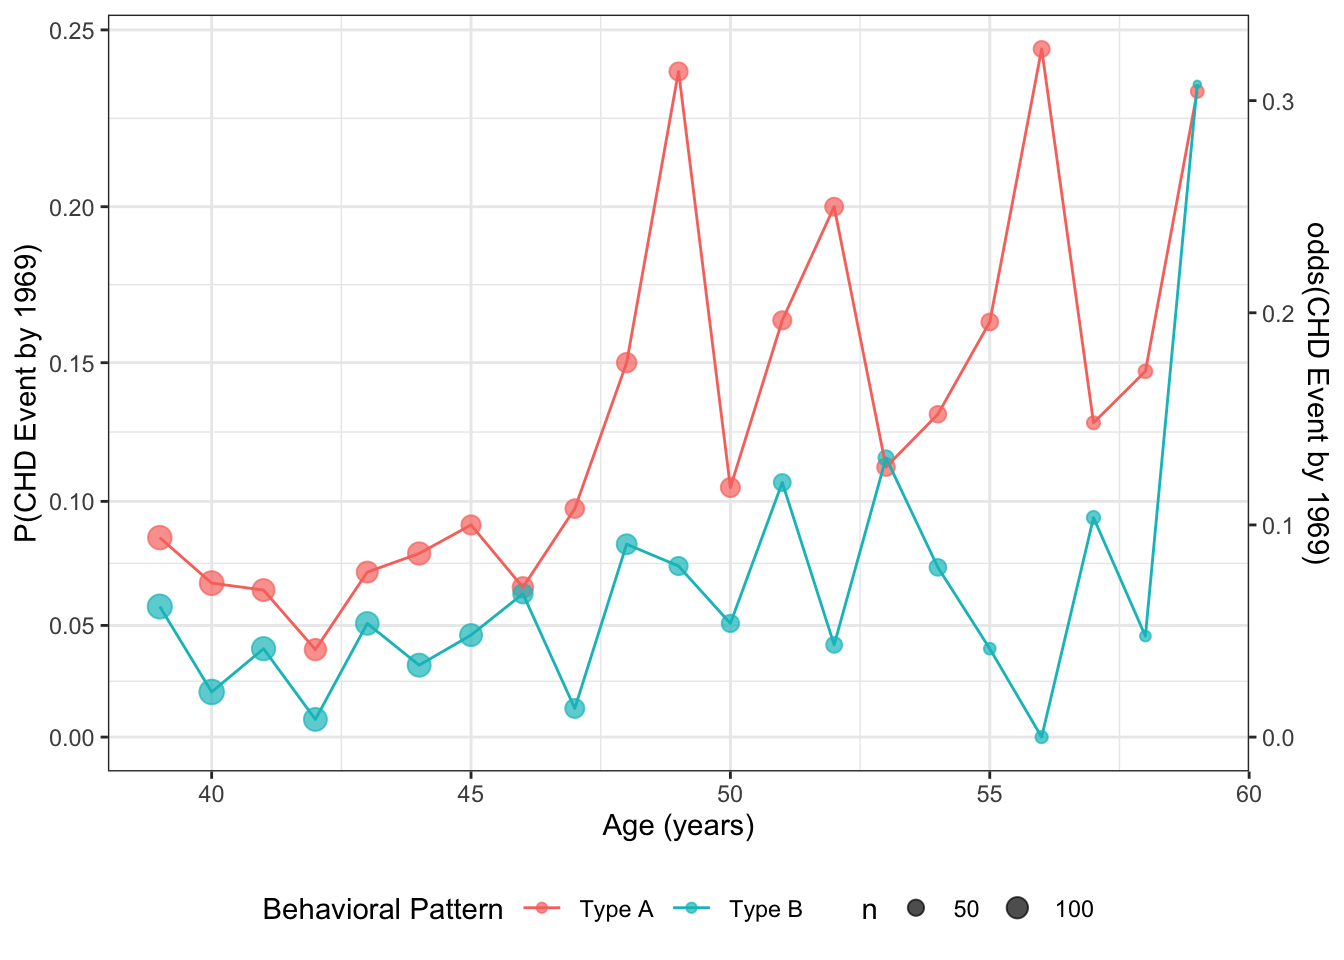 0.25
0.20
0.15
0.10
0.05
0.00
P(CHD Event by 1969)
0.3
0.2
0.1
0.0
odds(CHD Event by 1969)
40 45 50 55 60
Age (years)
Behavioral Pattern Type A Type B n 50 100